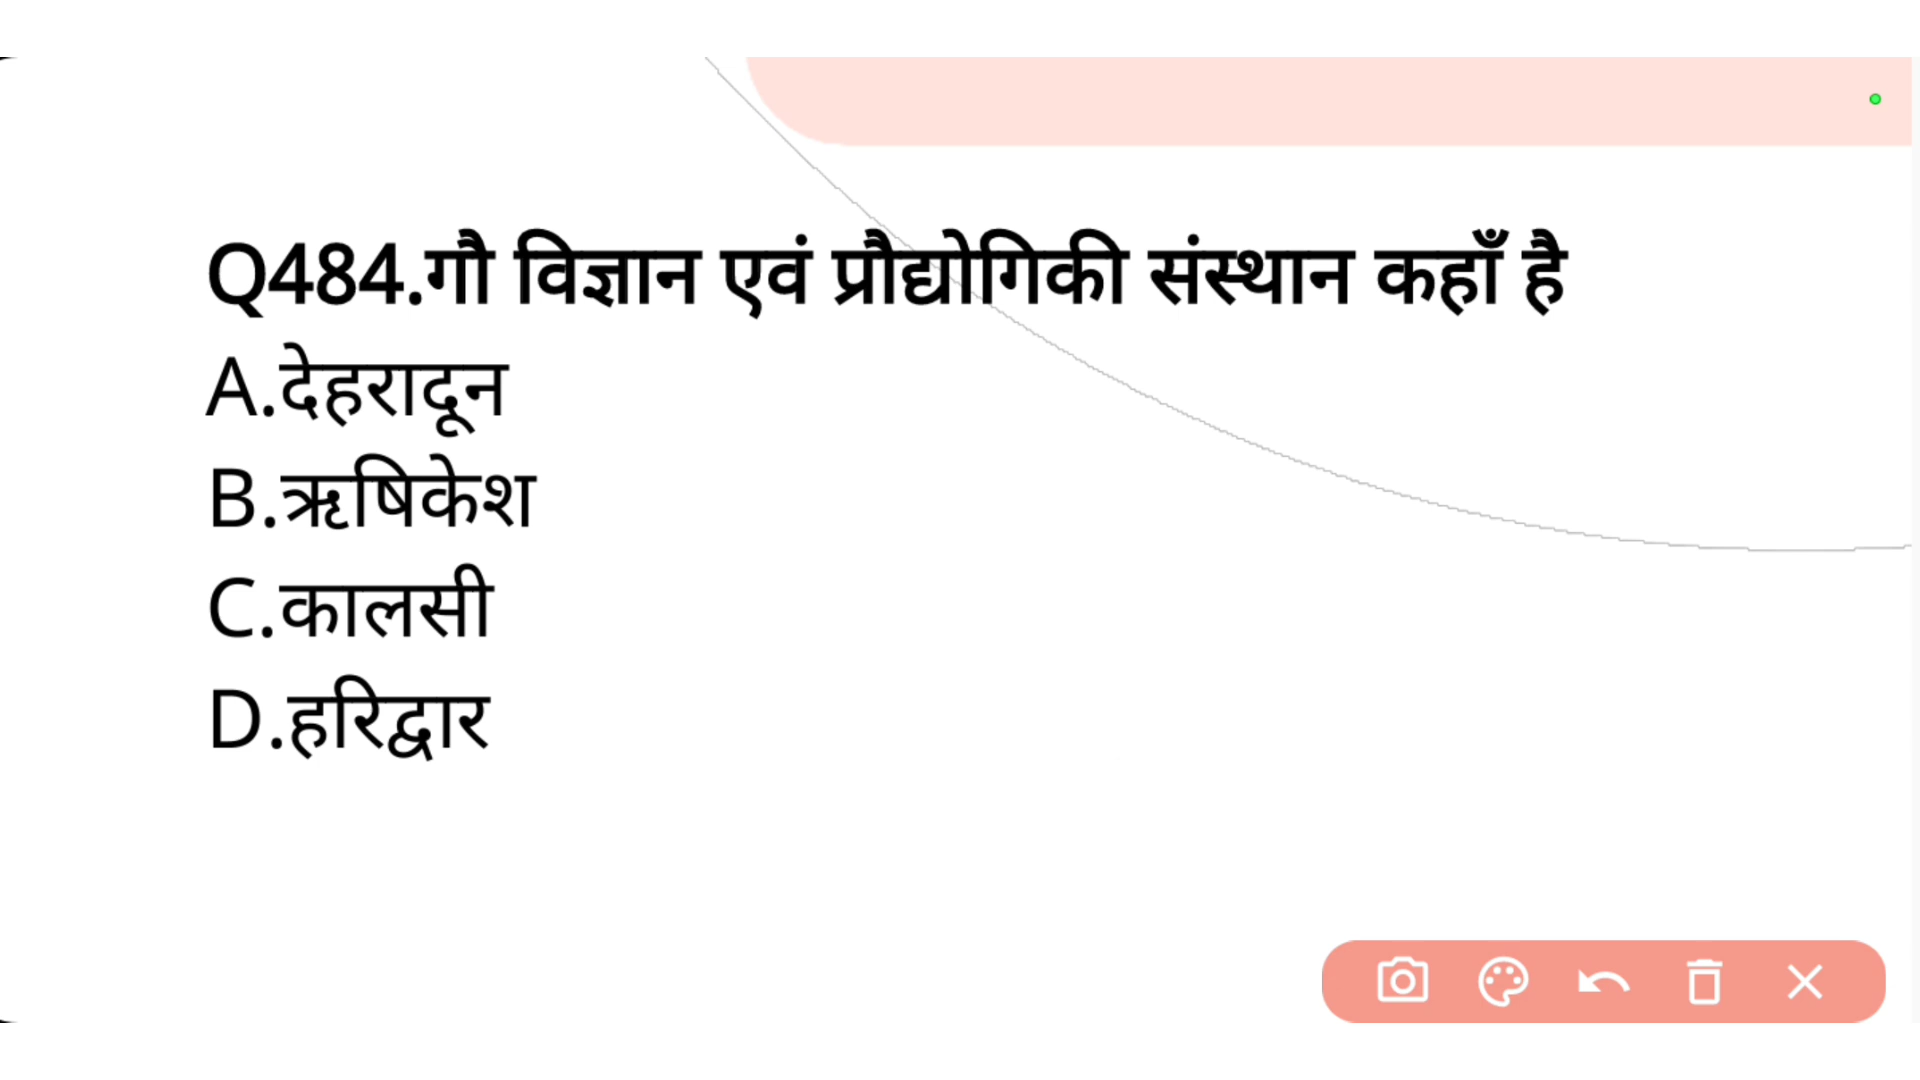 Q484.गौ विज्ञान एवं प्रौद्योगिकी संस्थान कहाँ है
A.देहरादून
B.ऋषिकेश
C.कालसी
D.हरिद्वार